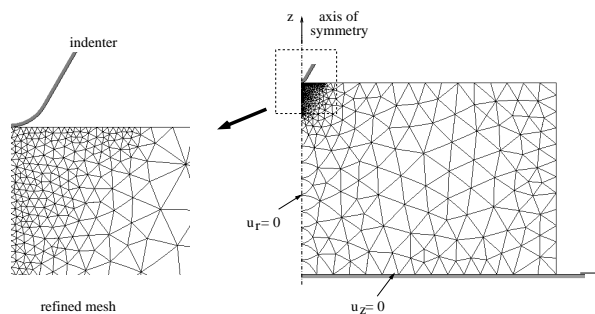 indenter
z
axis of
symmetry
u_r= 0
u_z= 0
refined mesh